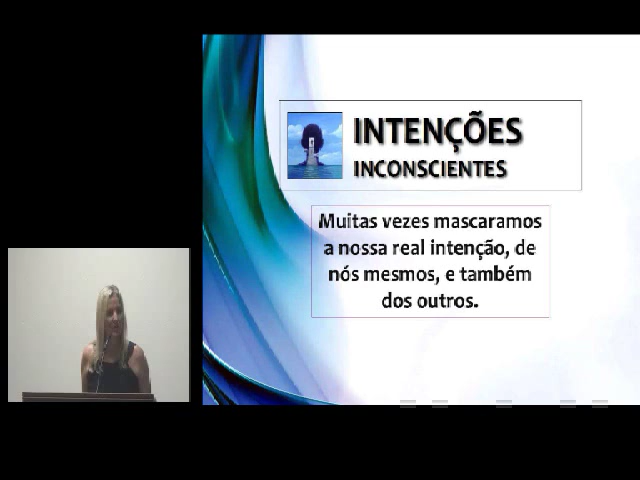 INTENÇÕES
INCONSCIENTES
Muitas vezes mascaramos
a nossa real intenção, de
nós mesmos, e também
dos outros.